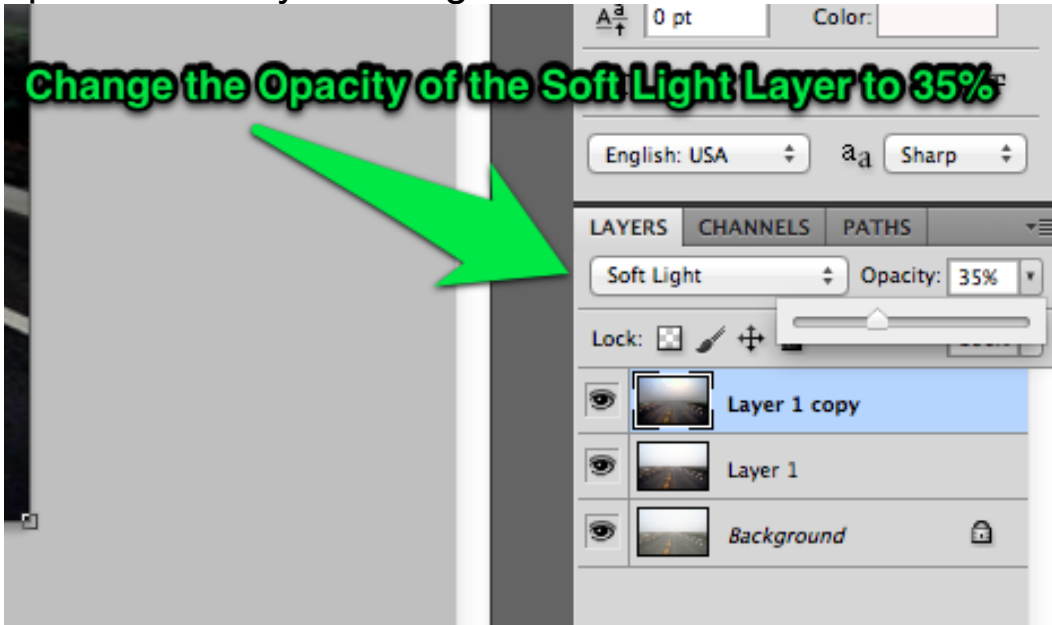 0 pt Color:
Change the Opacity of the Soft Light Layer to 35%
English: USA aa Sharp
LAYERS CHANNELS PATHS
Soft Light Opacity: 35%
Lock:
Layer 1 copy
Layer 1
Background